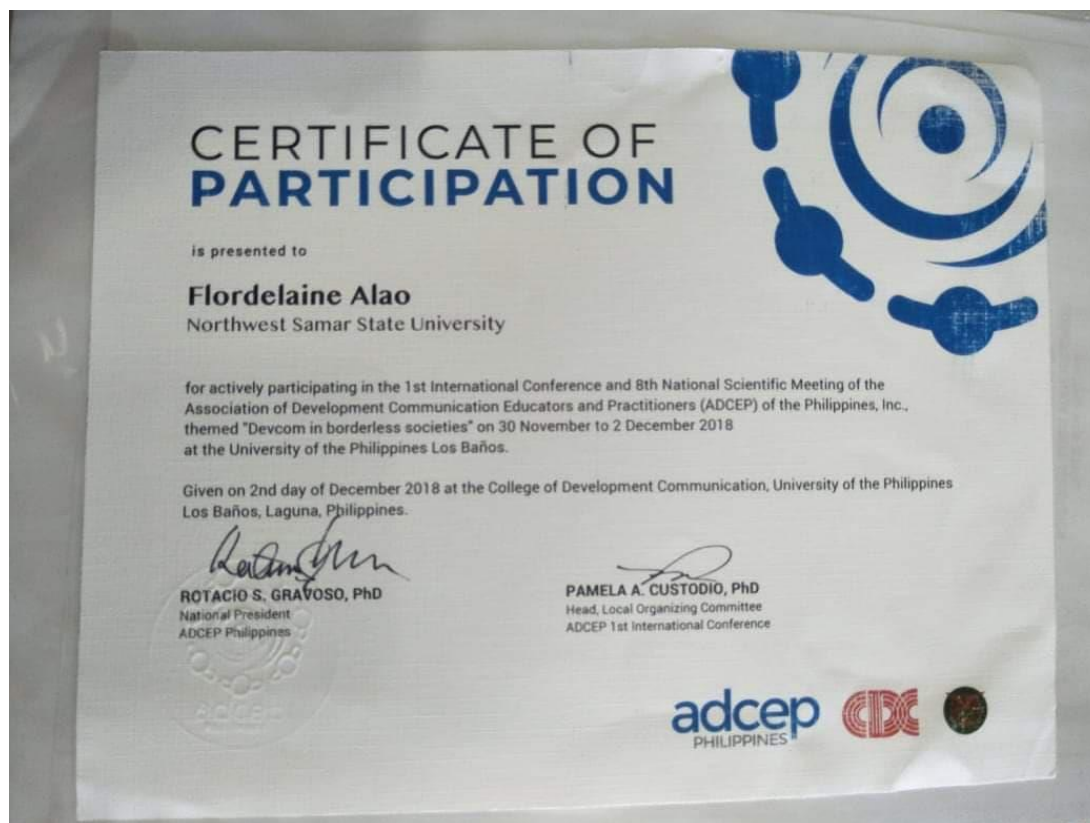 CERTIFICATE OF
PARTICIPATION
is presented to
Flordelaine Alao
Northwest Samar State University
for actively participating in the 1st International Conference and 8th National Scientific Meeting of the
Association of Development Communication Educators and Practitioners (ADCEP) of the Philippines, Inc.,
themed "Devcom in borderless societies" on 30 November to 2 December 2018
at the University of the Philippines Los Baños.
Given on 2nd day of December 2018 at the College of Development Communication, University of the Philippines
Los Baños, Laguna, Philippines.
ROTACIO S. GRAVOSO, PhD
National President
ADCEP Philippines
PAMELA A. CUSTODIO, PhD
Head, Local Organizing Committee
ADCEP 1st International Conference
adcep
PHILIPPINES
CDC